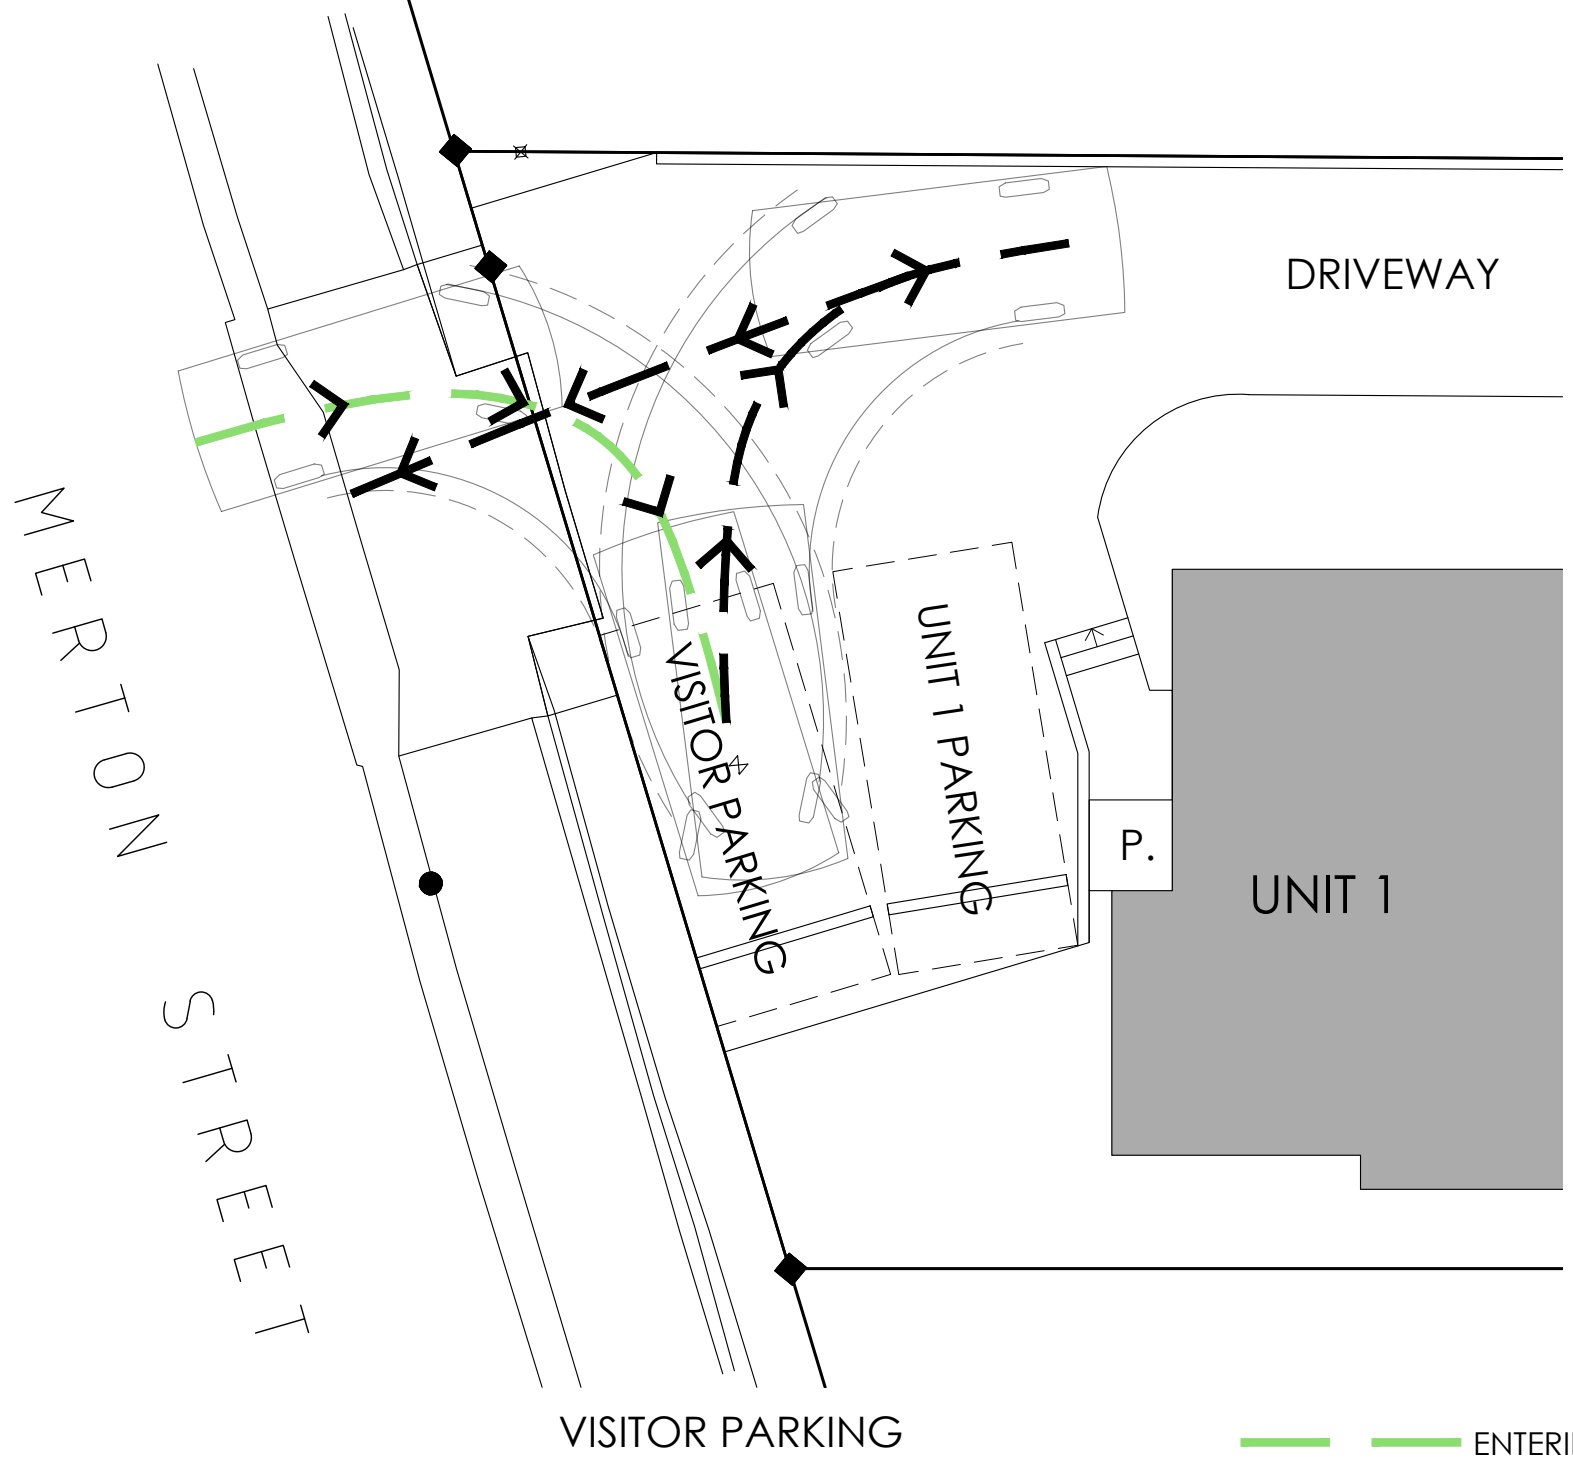 DRIVEWAY
MERTON STREET
VISITOR PARKING
UNIT 1 PARKING
P.
UNIT 1
VISITOR PARKING